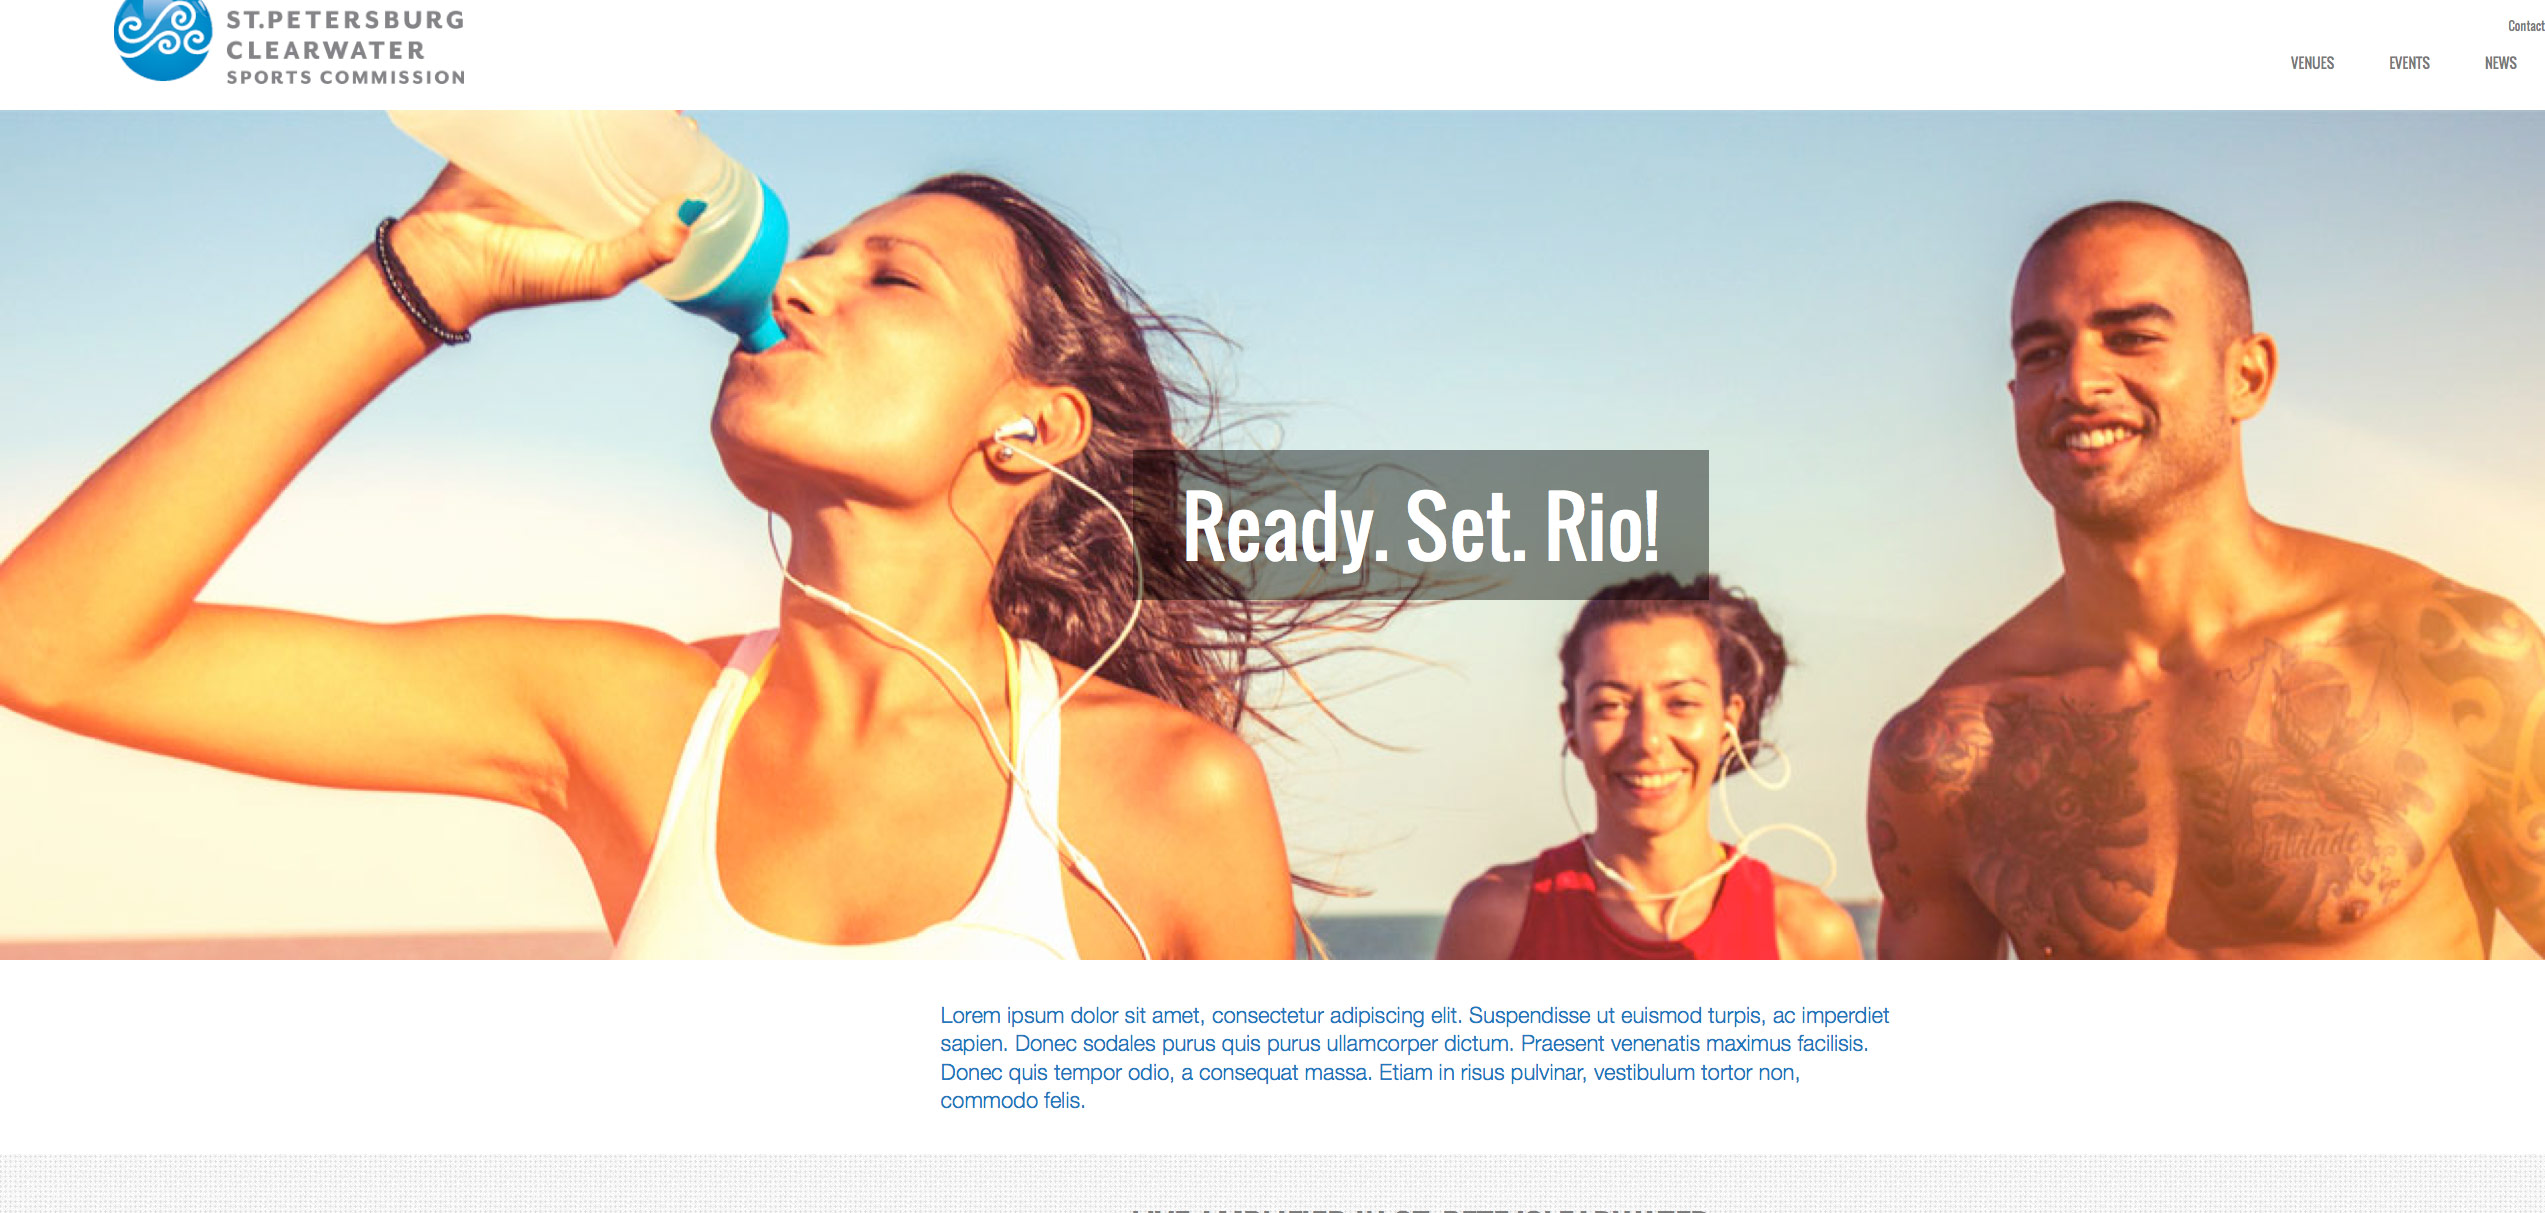 ST.PETERSBURG
CLEARWATER
SPORTS COMMISSION
Contact
VENUES EVENTS NEWS
Ready. Set. Rio!
Lorem ipsum dolor sit amet, consectetur adipiscing elit. Suspendisse ut euismod turpis, ac imperdiet
sapien. Donec sodales purus quis purus ullamcorper dictum. Praesent venenatis maximus facilisis.
Donec quis tempor odio, a consequat massa. Etiam in risus pulvinar, vestibulum tortor non,
commodo felis.